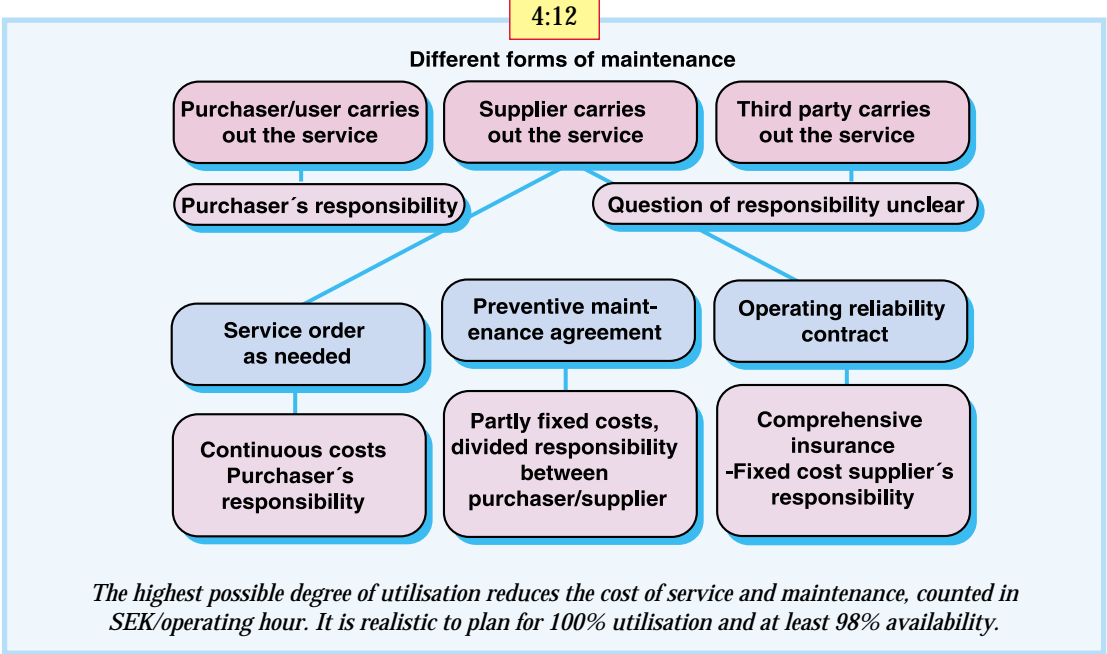 4:12
Different forms of maintenance
Purchaser/user carries
out the service
Supplier carries
out the service
Third party carries
out the service
Purchaser´s responsibility
Question of responsibility unclear
Service order
as needed
Preventive maint-
enance agreement
Operating reliability
contract
Continuous costs
Purchaser´s
responsibility
Partly fixed costs,
divided responsibility
between
purchaser/supplier
Comprehensive
insurance
-Fixed cost supplier´s
responsibility
The highest possible degree of utilisation reduces the cost of service and maintenance, counted in
SEK/operating hour. It is realistic to plan for 100% utilisation and at least 98% availability.